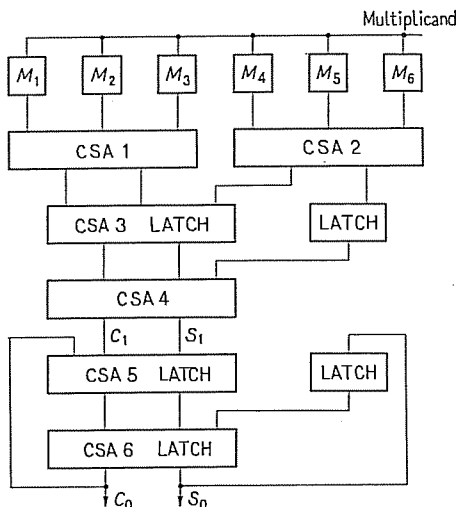 Multiplicand
M₁ M₂ M₃ M₄ M₅ M₆
CSA 1 CSA 2
CSA 3 LATCH LATCH
CSA 4
C₁ S₁
CSA 5 LATCH LATCH
CSA 6 LATCH
C₀ S₀